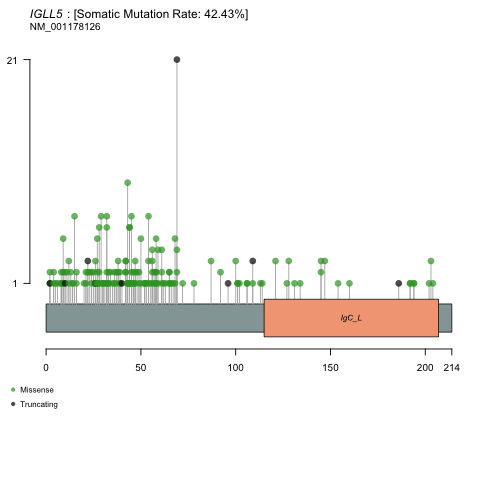 IGLL5 : [Somatic Mutation Rate: 42.43%]
NM_001178126
21
1
IgC_L
0 50 100 150 200 214
Missense
Truncating